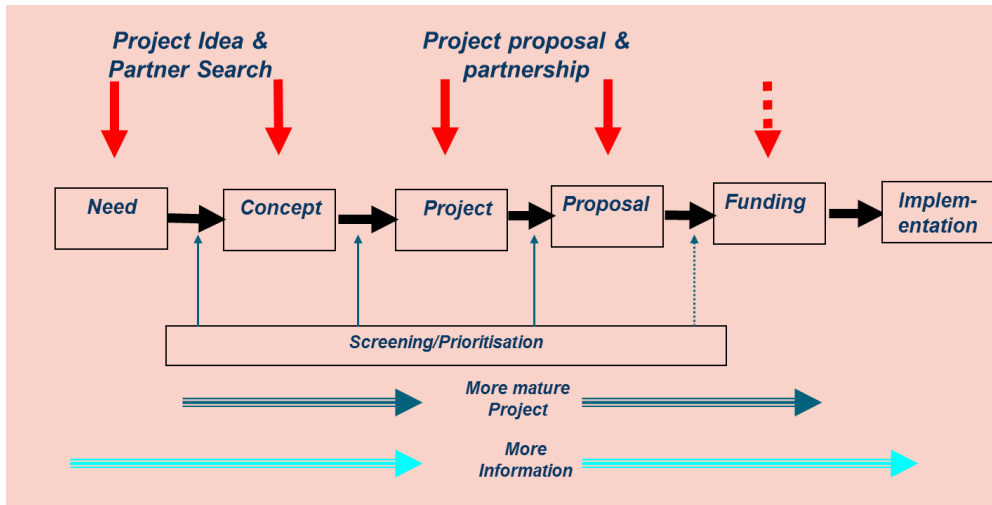 Project Idea &
Partner Search
Project proposal &
partnership
Need
Concept
Project
Proposal
Funding
Implem-
entation
Screening/Prioritisation
More mature
Project
More
Information